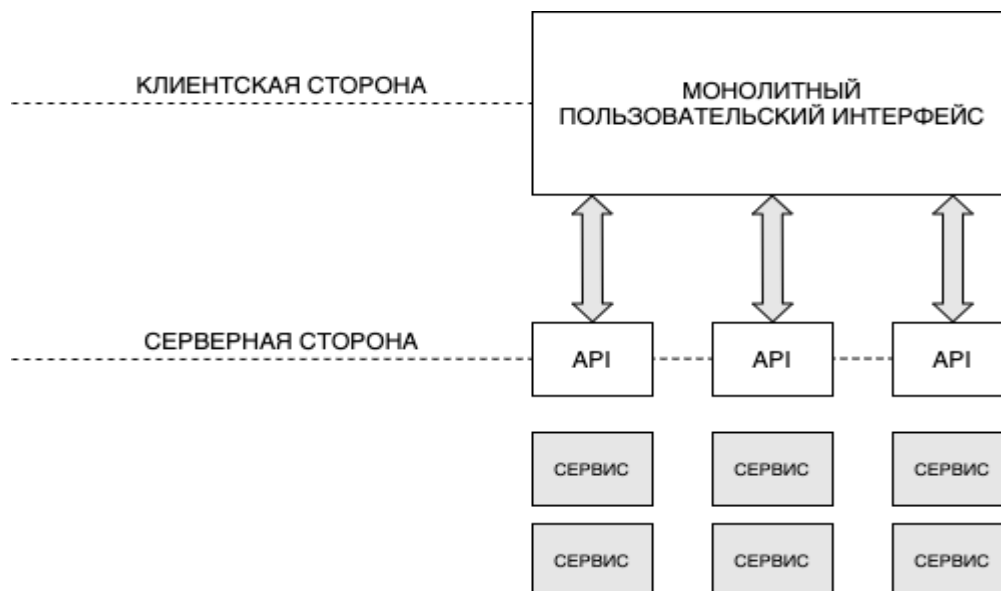 КЛИЕНТСКАЯ СТОРОНА
МОНОЛИТНЫЙ
ПОЛЬЗОВАТЕЛЬСКИЙ ИНТЕРФЕЙС
СЕРВЕРНАЯ СТОРОНА
API
API
API
СЕРВИС
СЕРВИС
СЕРВИС
СЕРВИС
СЕРВИС
СЕРВИС